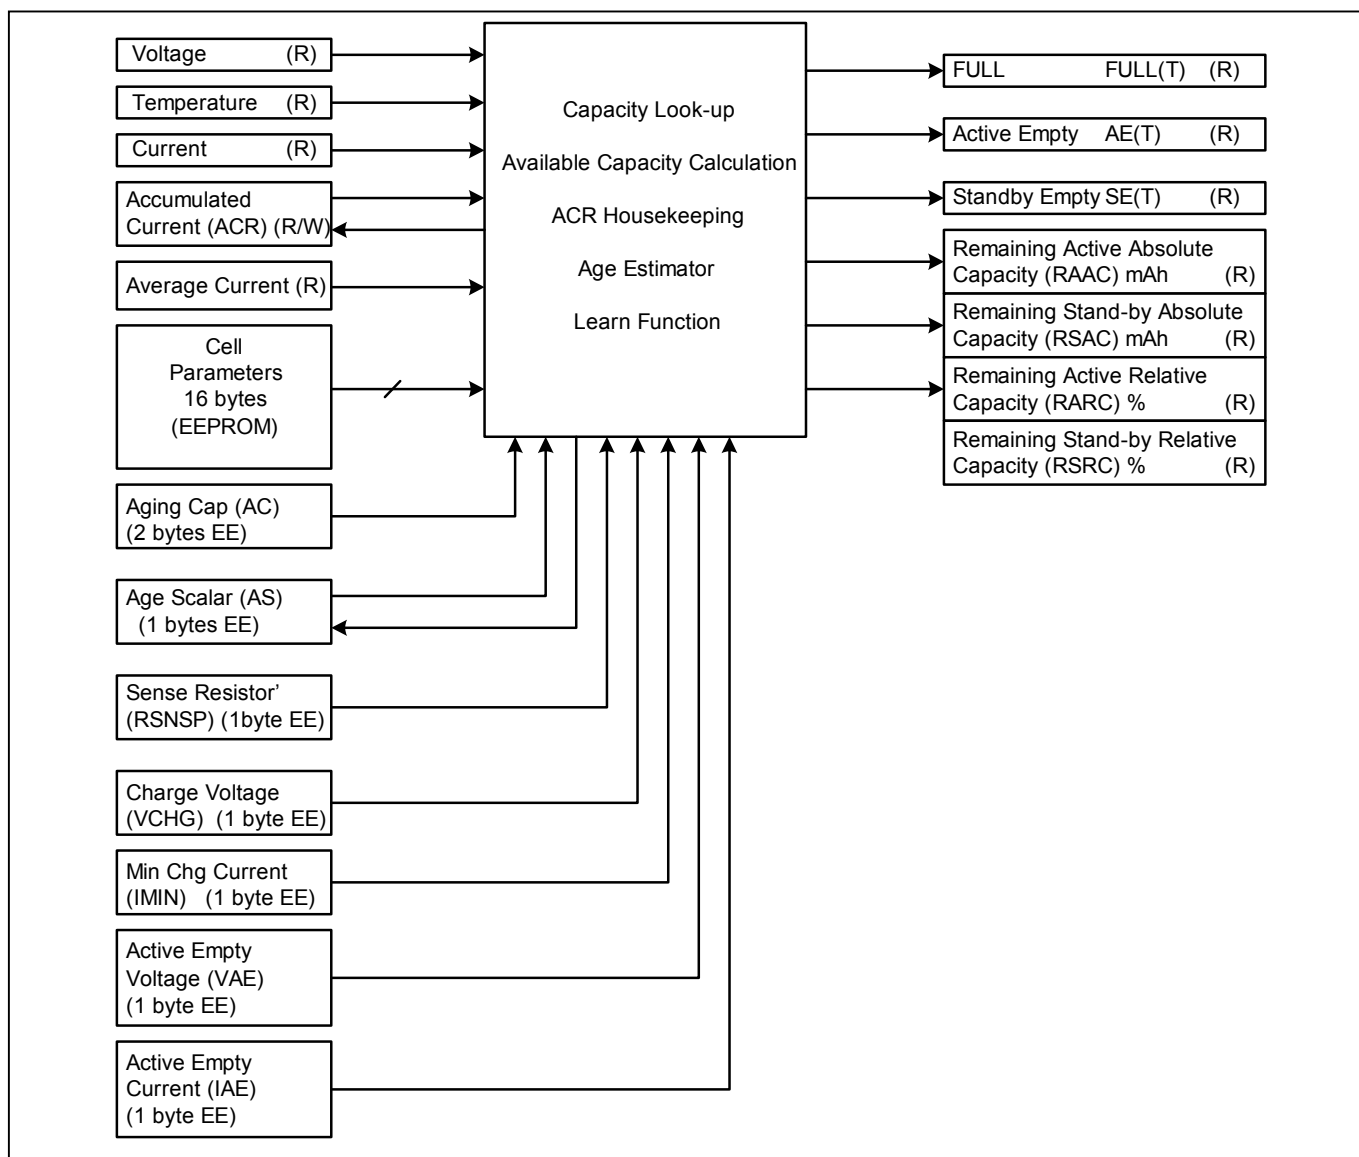 Voltage (R)
Temperature (R)
Current (R)
Accumulated
Current (ACR) (R/W)
Average Current (R)
Cell
Parameters
16 bytes
(EEPROM)
Aging Cap (AC)
(2 bytes EE)
Age Scalar (AS)
(1 bytes EE)
Sense Resistor’
(RSNSP) (1byte EE)
Charge Voltage
(VCHG) (1 byte EE)
Min Chg Current
(IMIN) (1 byte EE)
Active Empty
Voltage (VAE)
(1 byte EE)
Active Empty
Current (IAE)
(1 byte EE)
Capacity Look-up
Available Capacity Calculation
ACR Housekeeping
Age Estimator
Learn Function
FULL FULL(T) (R)
Active Empty AE(T) (R)
Standby Empty SE(T) (R)
Remaining Active Absolute
Capacity (RAAC) mAh (R)
Remaining Stand-by Absolute
Capacity (RSAC) mAh (R)
Remaining Active Relative
Capacity (RARC) % (R)
Remaining Stand-by Relative
Capacity (RSRC) % (R)